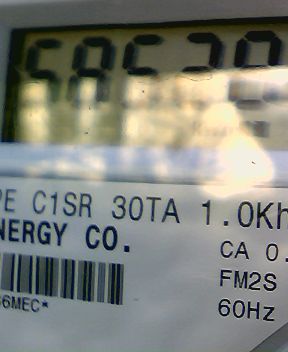 PE C1SR 30TA 1.0Kh
NERGY CO.
CA 0.
FM2S
6MEC*
60Hz